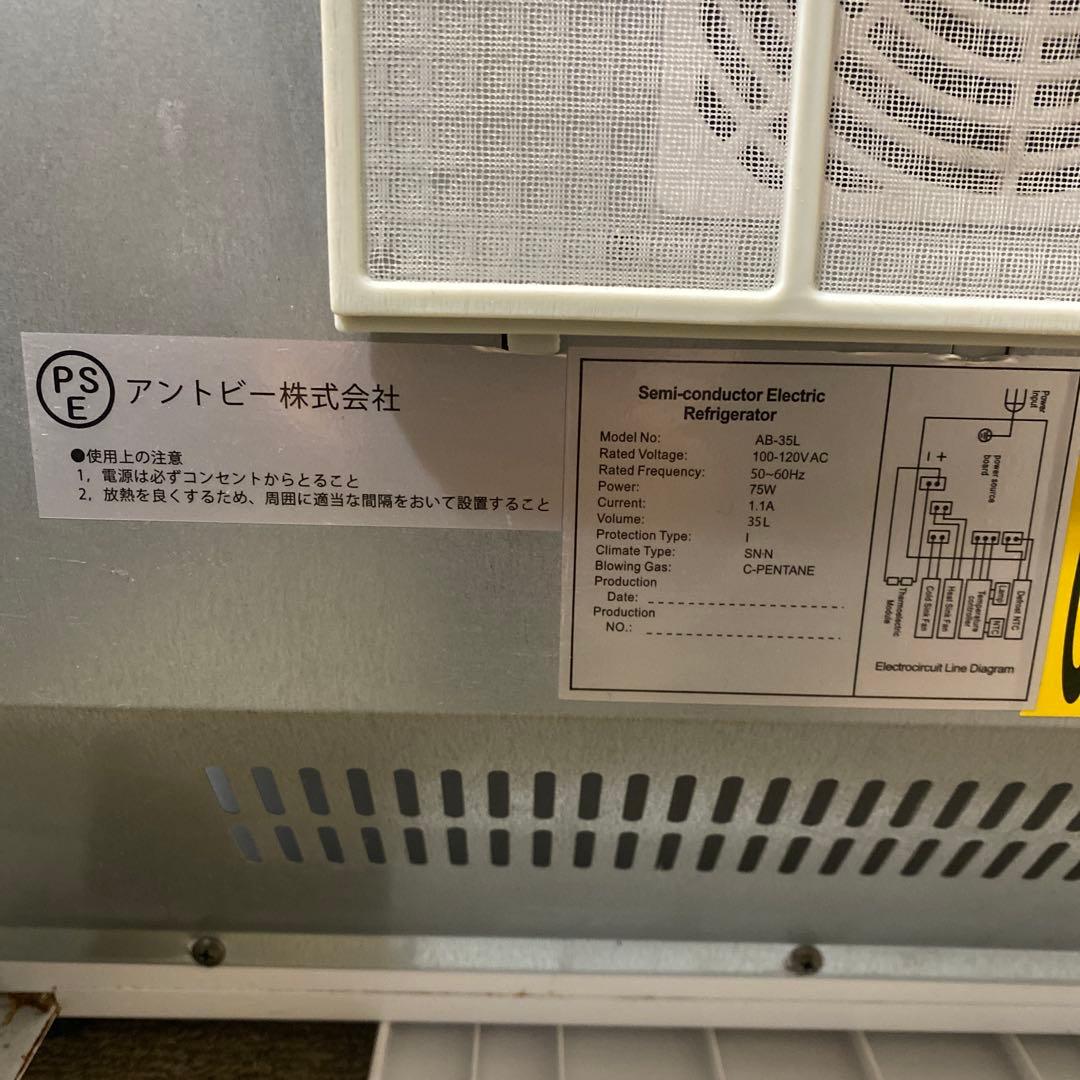 PS
E
アントビー株式会社
●使用上の注意
1，電源は必ずコンセントからとること
2，放熱を良くするため、周囲に適当な間隔をおいて設置すること
Semi-conductor Electric
Refrigerator
Model No: AB-35L
Rated Voltage: 100-120V AC
Rated Frequency: 50~60Hz
Power: 75W
Current: 1.1A
Volume: 35L
Protection Type: I
Climate Type: SN·N
Blowing Gas: C-PENTANE
Production
Date:
Production
NO.:
Power
Input
power source
board
- +
Thermoelectric
Module
Cold Sink Fan
Heat Sink Fan
Temperature
controller
Lamp
NTC
Defrost NTC
Electrocircuit Line Diagram